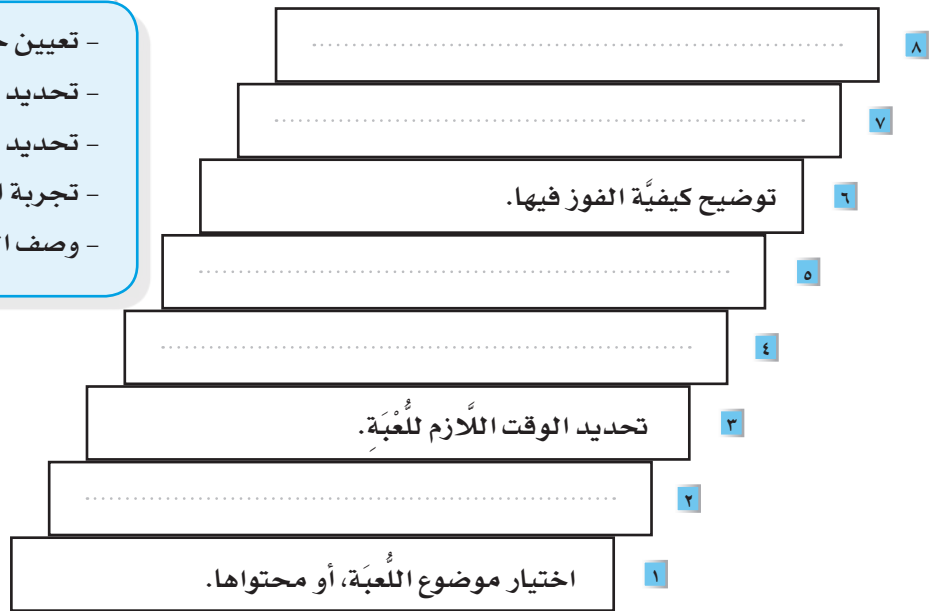 - تعيين
- تحديد
- تحديد
- تجربة
- وصف
٨
٧
٦ توضيح كيفيَّة الفوز فيها.
٥
٤
٣ تحديد الوقت اللَّازم للُّعْبَةِ.
٢
١ اختيار موضوع اللُّعبَة، أو محتواها.